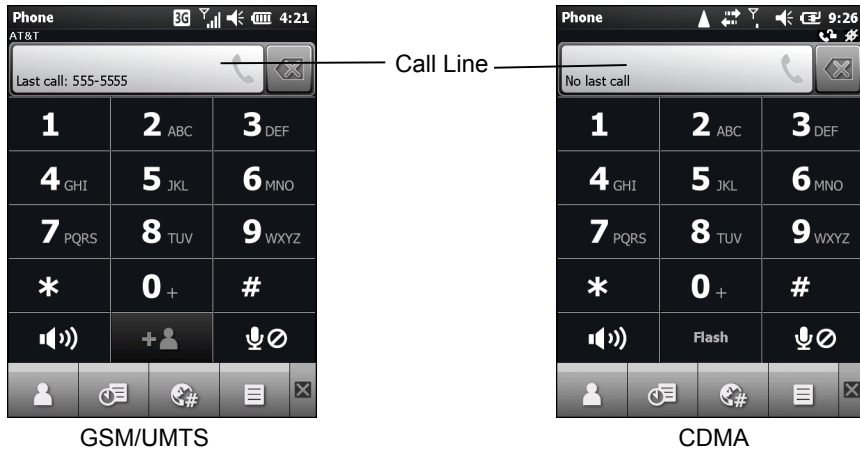 Phone 3G 4:21
AT&T
Last call: 555-5555
1 2 ABC 3 DEF
4 GHI 5 JKL 6 MNO
7 PQRS 8 TUV 9 WXYZ
* 0 + #
+
#
GSM/UMTS
Call Line
Phone 9:26
No last call
1 2 ABC 3 DEF
4 GHI 5 JKL 6 MNO
7 PQRS 8 TUV 9 WXYZ
* 0 + #
Flash
#
CDMA